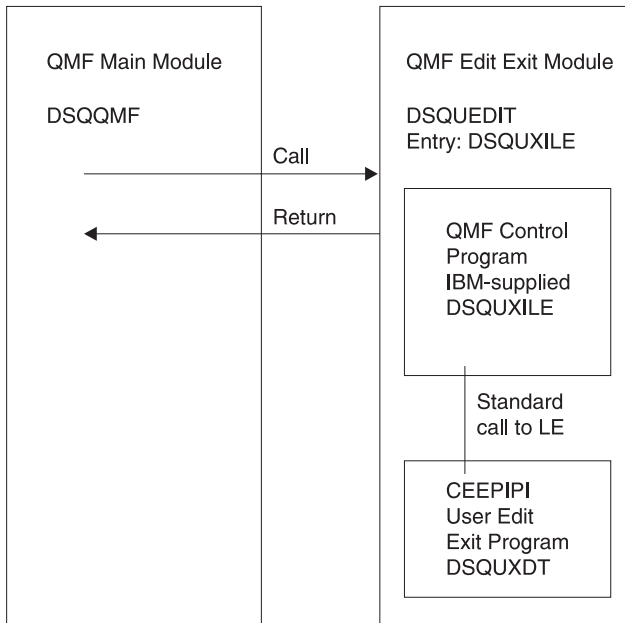 QMF Main Module
DSQQMF
Call
Return
QMF Edit Exit Module
DSQUEDIT
Entry: DSQUXILE
QMF Control
Program
IBM-supplied
DSQUXILE
Standard
call to LE
CEEPIPI
User Edit
Exit Program
DSQUXDT